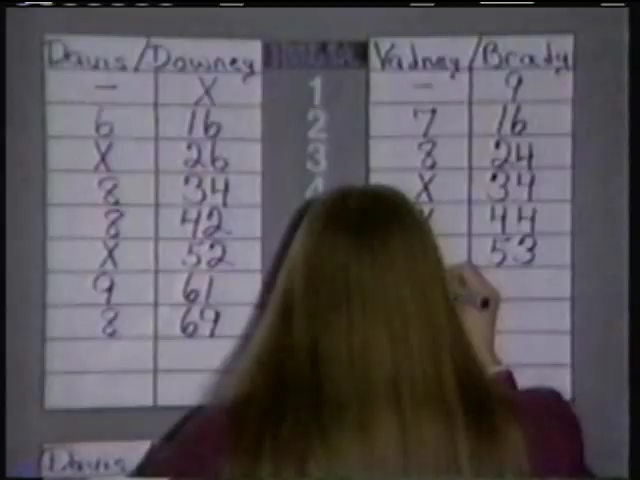 Davis/Downey Vadney/Brady
- X 1 - 9
6 16 2 7 16
X 26 3 8 24
8 34 4 X 34
8 42 44
X 52 53
9 61
8 69
Davis